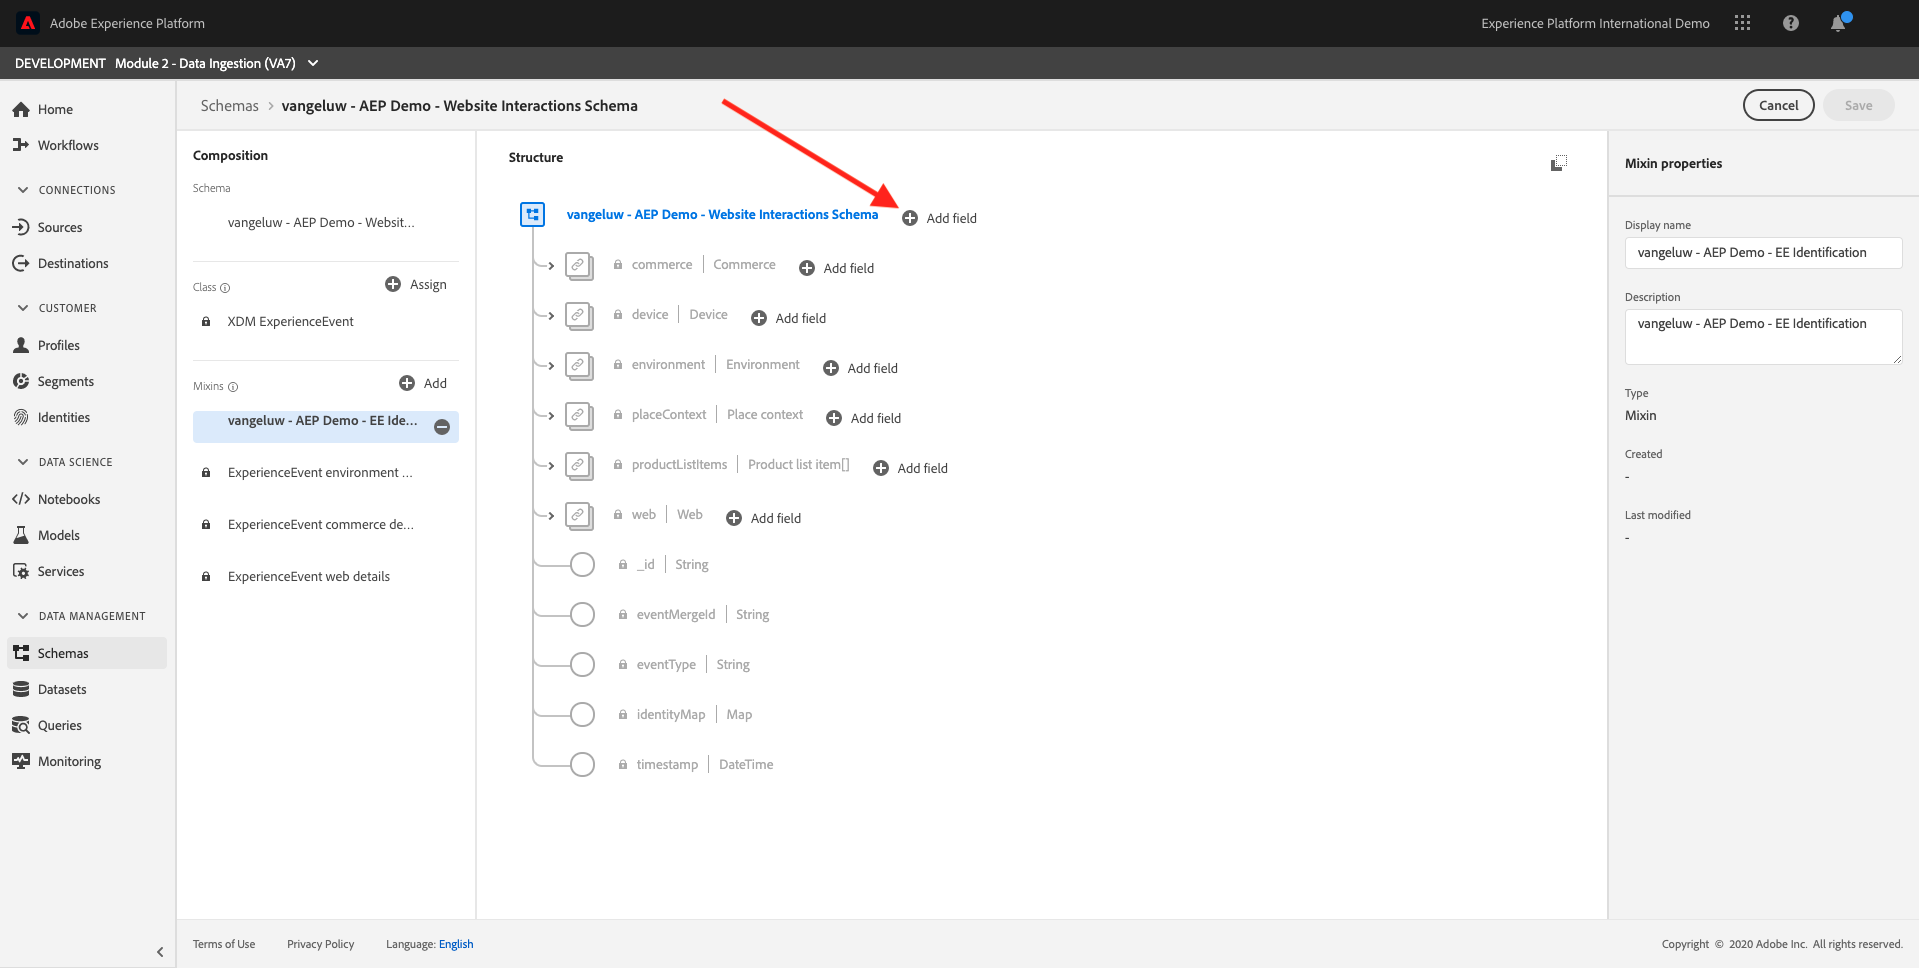 Adobe Experience Platform
Experience Platform International Demo
DEVELOPMENT Module 2 - Data Ingestion (VA7)
Home
Workflows
CONNECTIONS
Sources
Destinations
CUSTOMER
Profiles
Segments
Identities
DATA SCIENCE
Notebooks
Models
Services
DATA MANAGEMENT
Schemas
Datasets
Queries
Monitoring
Schemas > vangeluw - AEP Demo - Website Interactions Schema
Cancel
Save
Composition
Schema
vangeluw - AEP Demo - Websit...
Class
Assign
XDM ExperienceEvent
Mixins
Add
vangeluw - AEP Demo - EE Ide...
ExperienceEvent environment ...
ExperienceEvent commerce de...
ExperienceEvent web details
Structure
vangeluw - AEP Demo - Website Interactions Schema Add field
commerce | Commerce Add field
device | Device Add field
environment | Environment Add field
placeContext | Place context Add field
productListItems | Product list item[] Add field
web | Web Add field
_id | String
eventMergeId | String
eventType | String
identityMap | Map
timestamp | DateTime
Mixin properties
Display name
vangeluw - AEP Demo - EE Identification
Description
vangeluw - AEP Demo - EE Identification
Type
Mixin
Created
-
Last modified
-
Terms of Use Privacy Policy Language: English
Copyright © 2020 Adobe Inc. All rights reserved.